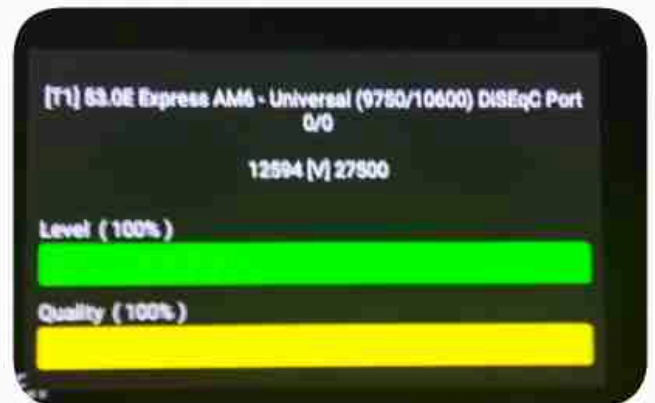 [T1] 53.0E Express AM6 - Universal (9750/10600) DiSEqC Port
0/0
12594 [V] 27500
Level ( 100% )
Quality ( 100% )